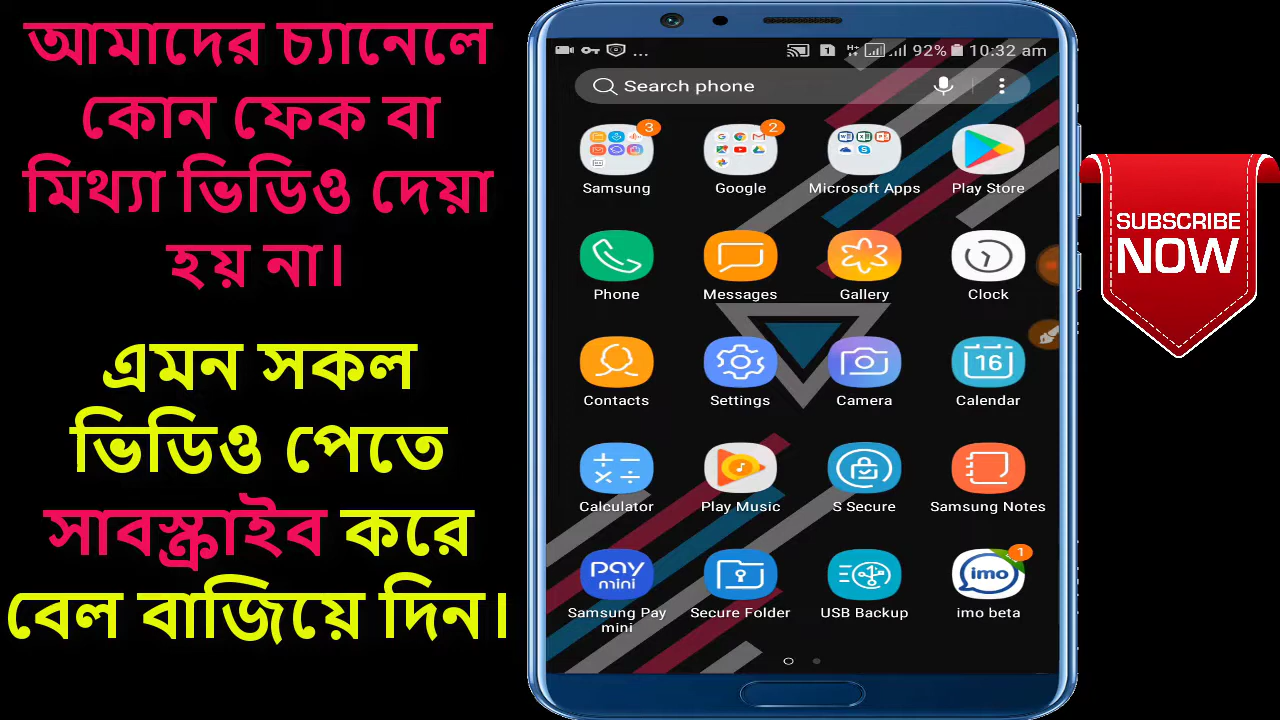 আমাদের চ্যানেলে
কোন ফেক বা
মিথ্যা ভিডিও দেয়া
হয় না।
এমন সকল
ভিডিও পেতে
সাবস্ক্রাইব করে
বেল বাজিয়ে দিন।
... 1 H+ 92% 10:32 am
Search phone
3 2
Samsung Google Microsoft Apps Play Store
Phone Messages Gallery Clock
16
Contacts Settings Camera Calendar
Calculator Play Music S Secure Samsung Notes
pay mini imo 1
Samsung Pay mini Secure Folder USB Backup imo beta
SUBSCRIBE
NOW